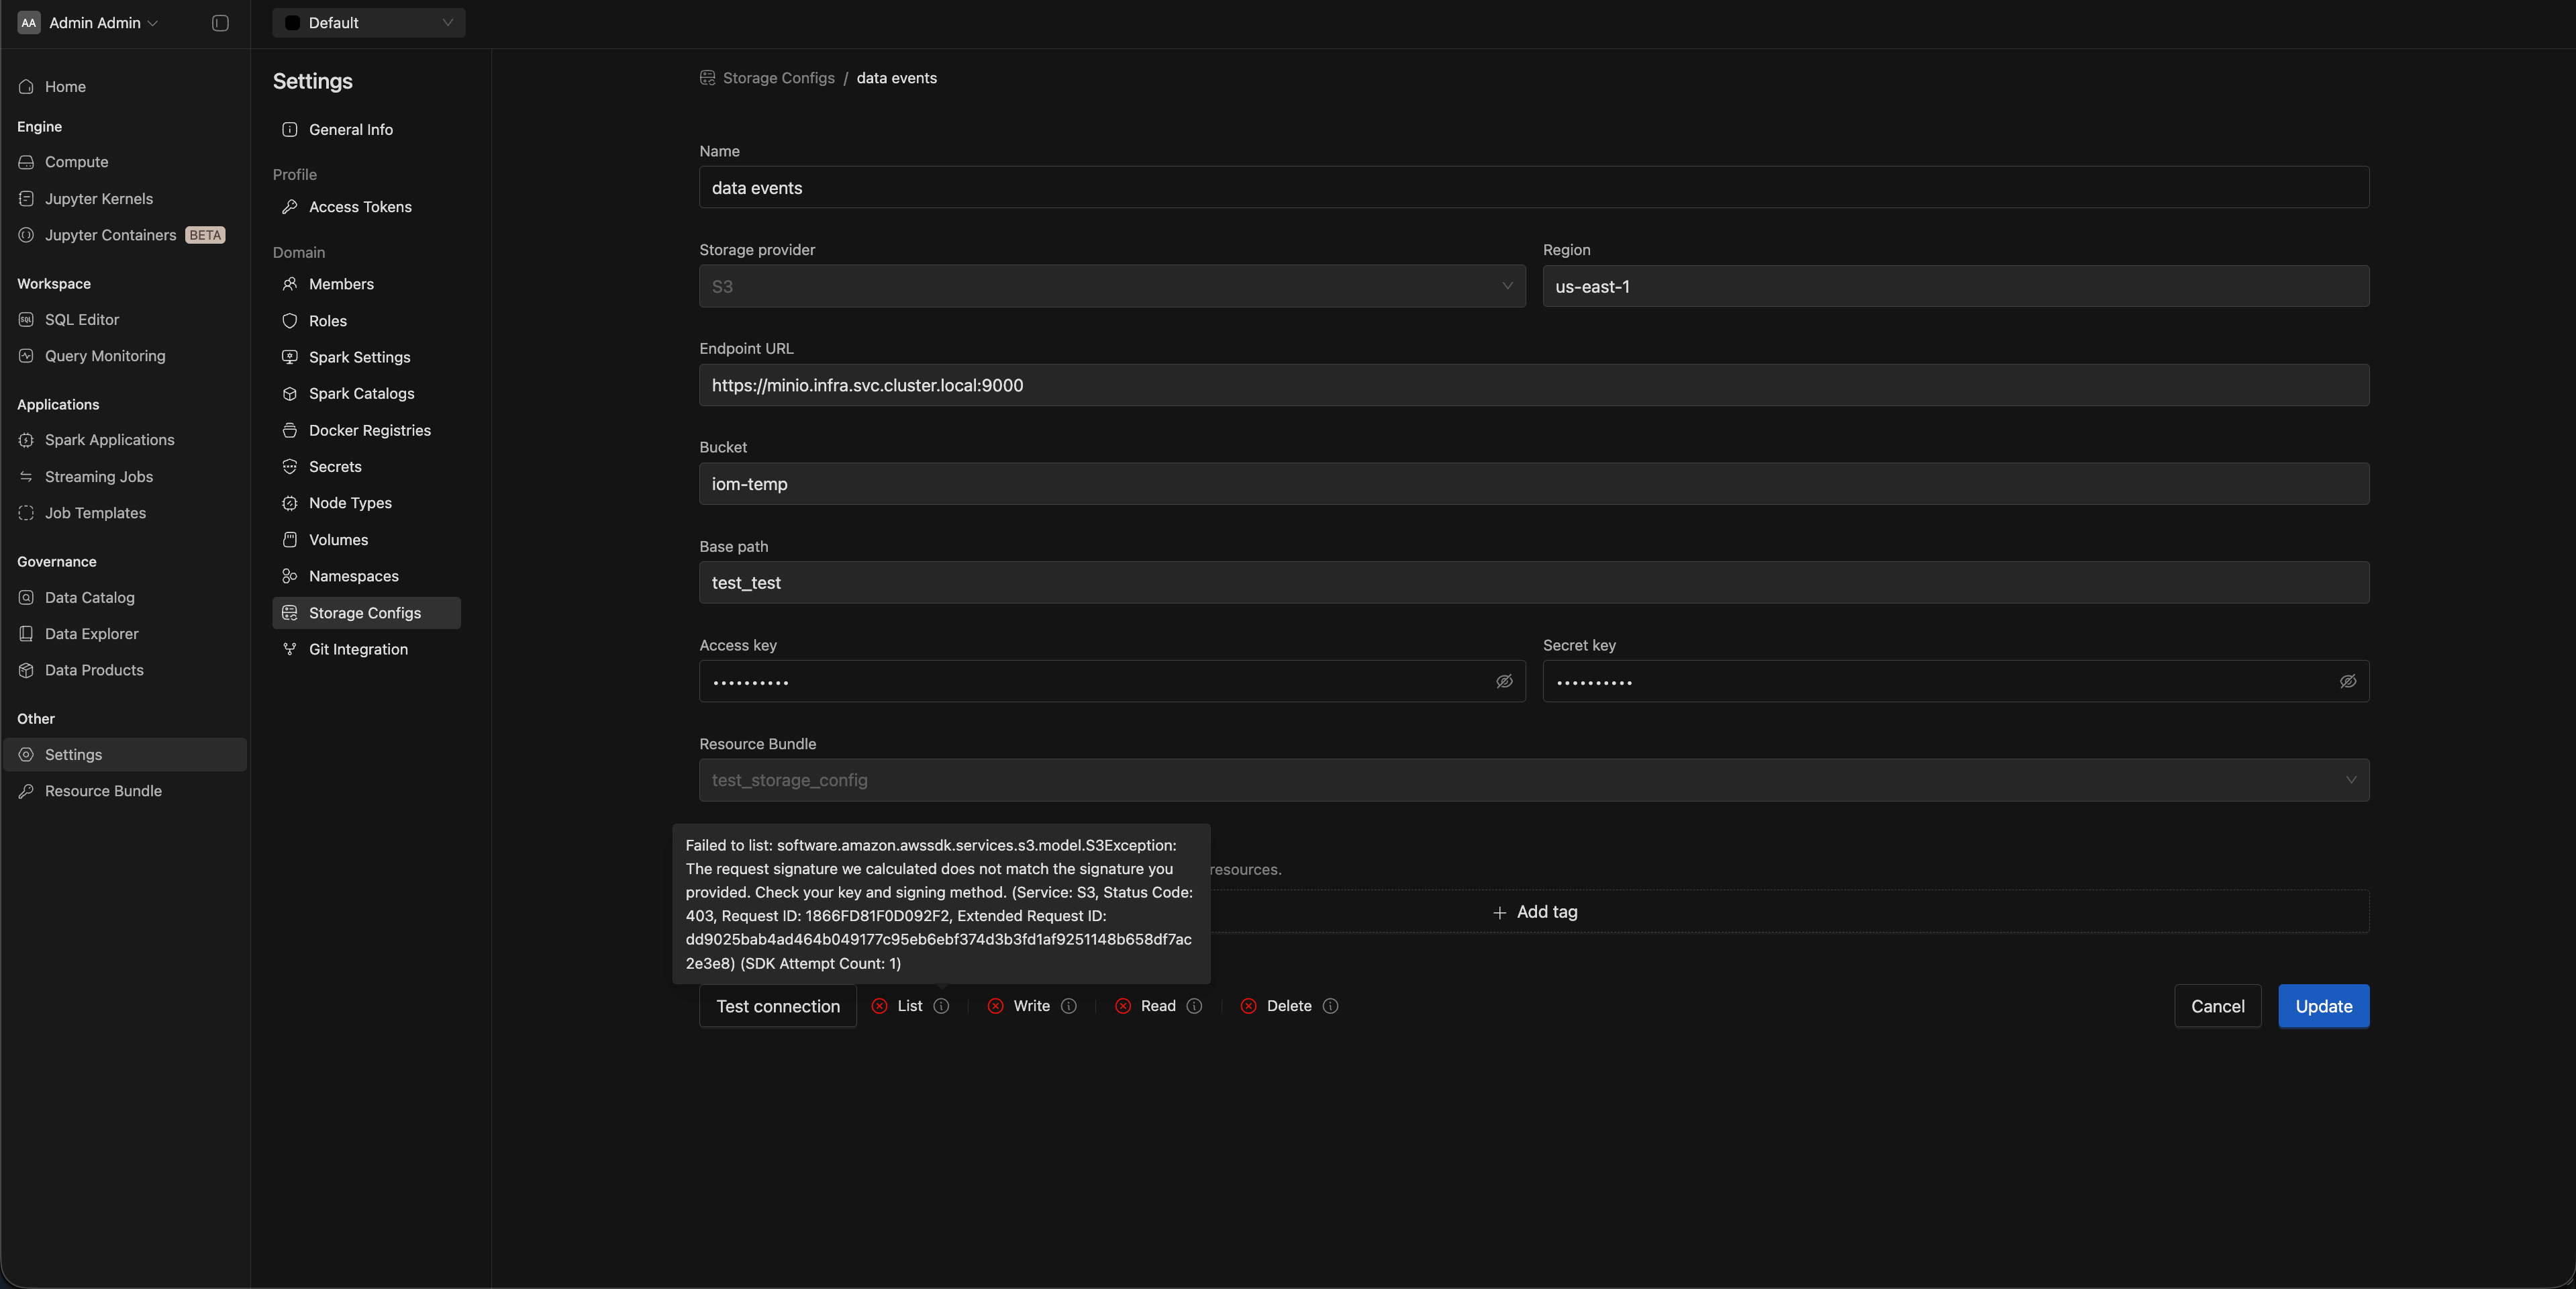 AA Admin Admin
Default
Home
Engine
Compute
Jupyter Kernels
Jupyter Containers BETA
Workspace
SQL Editor
Query Monitoring
Applications
Spark Applications
Streaming Jobs
Job Templates
Governance
Data Catalog
Data Explorer
Data Products
Other
Settings
Resource Bundle
Settings
General Info
Profile
Access Tokens
Domain
Members
Roles
Spark Settings
Spark Catalogs
Docker Registries
Secrets
Node Types
Volumes
Namespaces
Storage Configs
Git Integration
Storage Configs / data events
Name
data events
Storage provider
S3
Region
us-east-1
Endpoint URL
https://minio.infra.svc.cluster.local:9000
Bucket
iom-temp
Base path
test_test
Access key
••••••••••
Secret key
••••••••••
Resource Bundle
test_storage_config
Failed to list: software.amazon.awssdk.services.s3.model.S3Exception:
The request signature we calculated does not match the signature you
provided. Check your key and signing method. (Service: S3, Status Code:
403, Request ID: 1866FD81F0D092F2, Extended Request ID:
dd9025bab4ad464b049177c95eb6ebf374d3b3fd1af9251148b658df7ac
2e3e8) (SDK Attempt Count: 1)
resources.
+ Add tag
Test connection
List
Write
Read
Delete
Cancel
Update